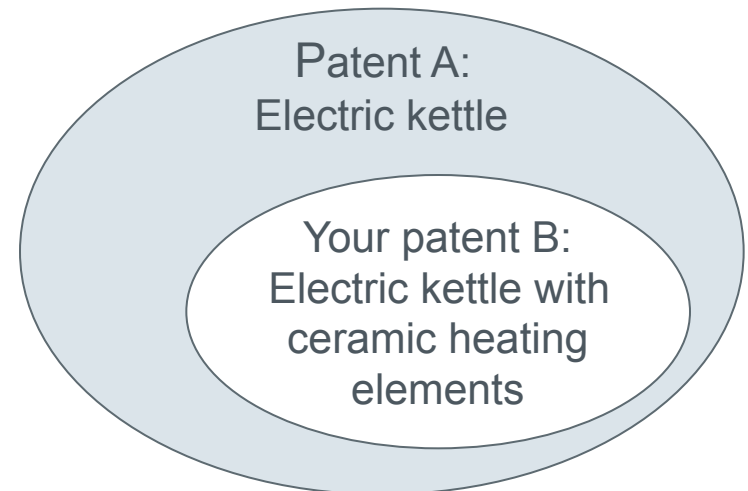 Patent A:
Electric kettle
Your patent B:
Electric kettle with
ceramic heating
elements